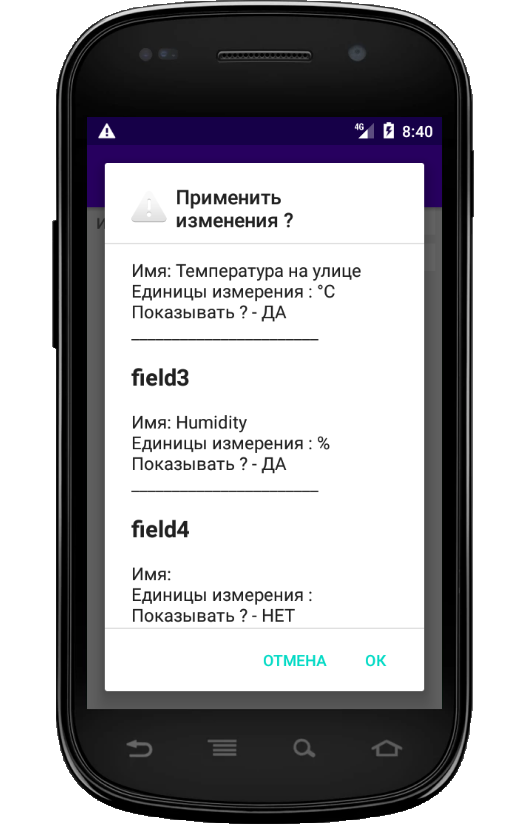 4G 8:40
Применить
изменения ?
Имя: Температура на улице
Единицы измерения : °C
Показывать ? - ДА
______________________
field3
Имя: Humidity
Единицы измерения : %
Показывать ? - ДА
______________________
field4
Имя:
Единицы измерения :
Показывать ? - НЕТ
ОТМЕНА OK